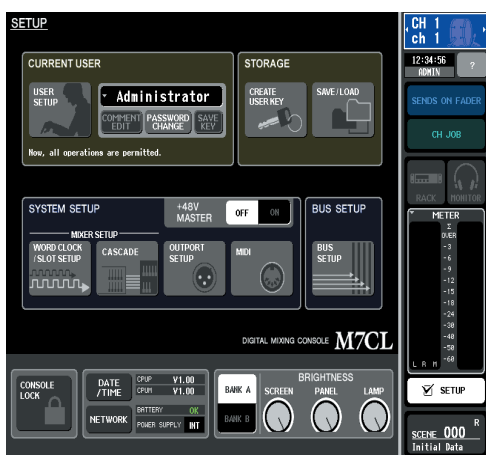 SETUP
CURRENT USER
USER
SETUP
Administrator
COMMENT
EDIT
PASSWORD
CHANGE
SAVE
KEY
Now, all operations are permitted.
STORAGE
CREATE
USER KEY
SAVE/LOAD
SYSTEM SETUP
+48V
MASTER
OFF
ON
MIXER SETUP
WORD CLOCK
/SLOT SETUP
CASCADE
OUTPORT
SETUP
MIDI
BUS SETUP
BUS
SETUP
DIGITAL MIXING CONSOLE M7CL
CONSOLE
LOCK
DATE
/TIME
CPUP V1.00
CPUM V1.00
NETWORK
BATTERY OK
POWER SUPPLY INT
BANK A
BANK B
BRIGHTNESS
SCREEN PANEL LAMP
CH 1
ch 1
12:34:56
ADMIN
?
SENDS ON FADER
CH JOB
RACK
MONITOR
METER
Σ
OVER
-3
-6
-9
-12
-15
-18
-24
-30
-40
-50
-60
L R M
SETUP
R
SCENE 000
Initial Data